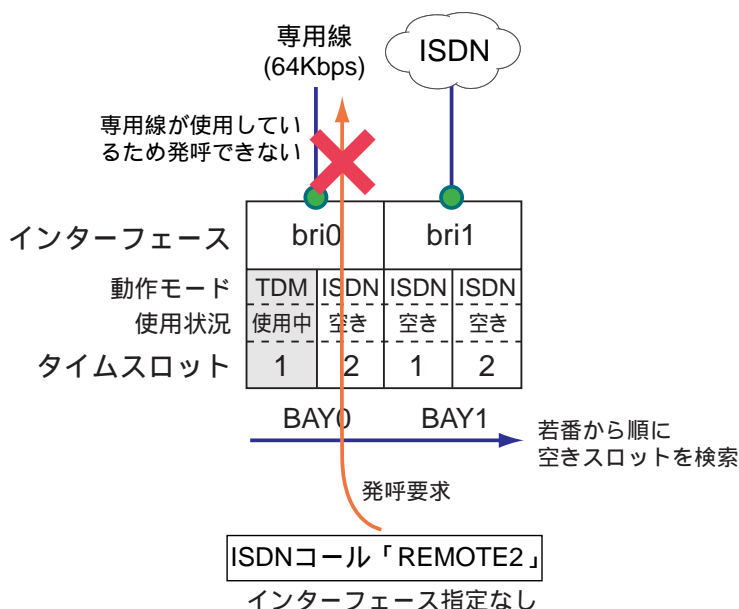 専用線
(64Kbps)
ISDN
専用線が使用してい
るため発呼できない
インターフェース bri0 bri1
動作モード TDM ISDN ISDN ISDN
使用状況 使用中 空き 空き 空き
タイムスロット 1 2 1 2
BAY0 BAY1
若番から順に
空きスロットを検索
発呼要求
ISDNコール「REMOTE2」
インターフェース指定なし